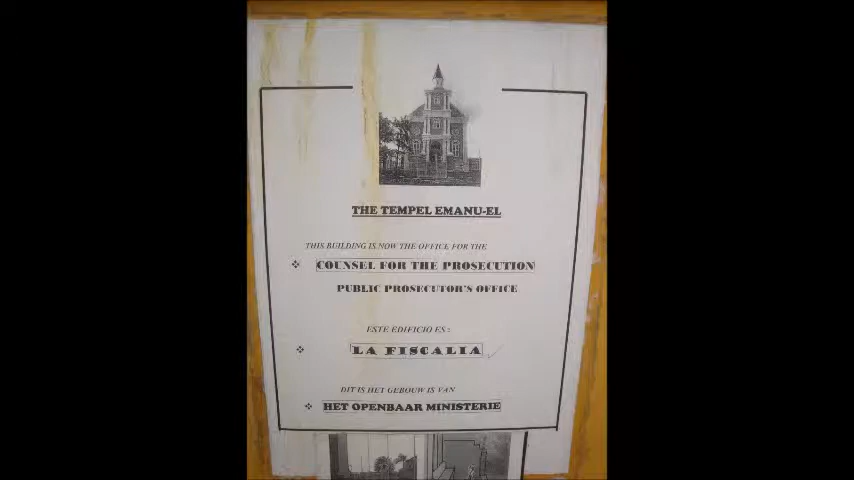 THE TEMPEL EMANU-EL
THIS BUILDING IS NOW THE OFFICE FOR THE
COUNSEL FOR THE PROSECUTION
PUBLIC PROSECUTOR'S OFFICE
ESTE EDIFICIO ES :
LA FISCALIA
DIT IS HET GEBOUW IS VAN
HET OPENBAAR MINISTERIE